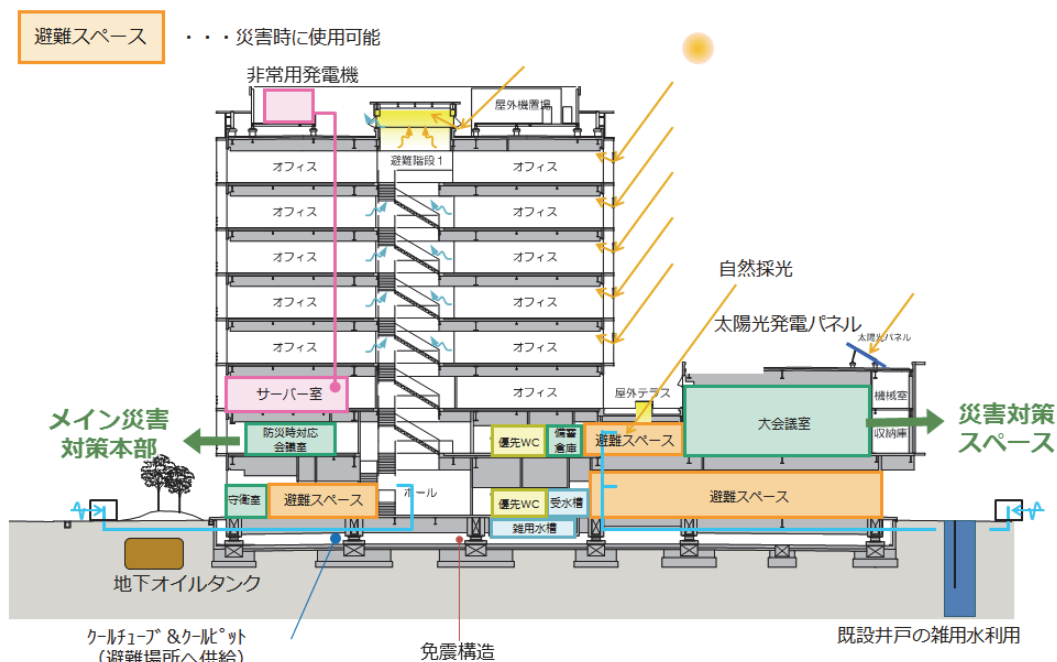 避難スペース
・・・災害時に使用可能
非常用発電機
屋外機置場
避難階段1
オフィス
オフィス
オフィス
オフィス
オフィス
オフィス
オフィス
オフィス
オフィス
オフィス
自然採光
太陽光発電パネル
太陽光パネル
サーバー室
オフィス
屋外テラス
機械室
メイン災害
対策本部
防災時対応
会議室
優先WC
備蓄
倉庫
避難スペース
大会議室
収納庫
災害対策
スペース
守衛室
避難スペース
ホール
優先WC
受水槽
避難スペース
雑用水槽
地下オイルタンク
クールチューブ&クールピット
(避難場所へ供給)
免震構造
既設井戸の雑用水利用